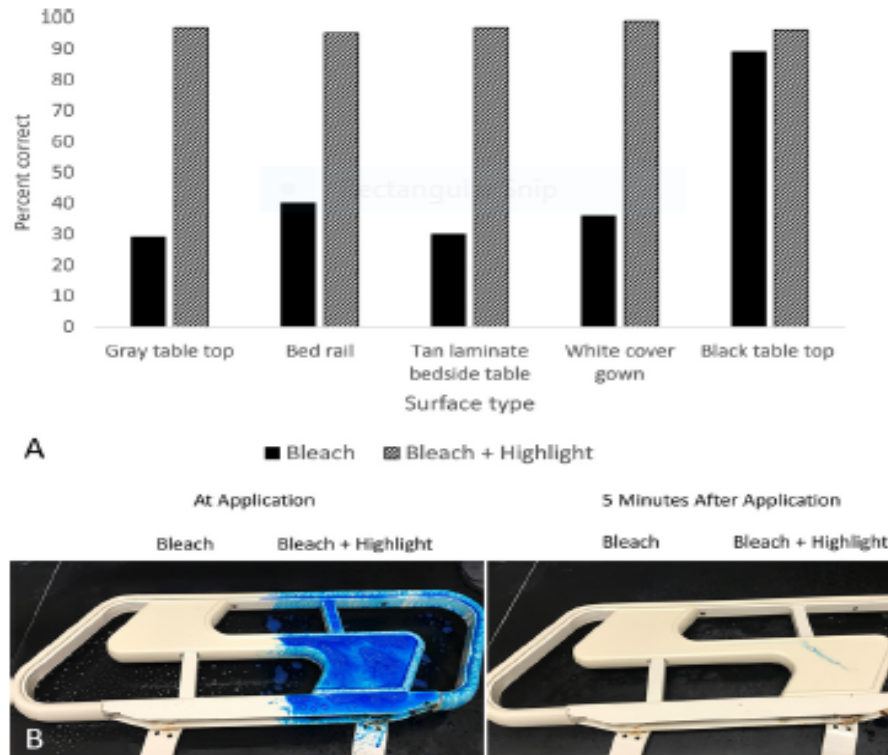 100
90
80
70
60
50
40
30
20
10
0
Percent correct
Rectangular Snip
Gray table top
Bed rail
Tan laminate
bedside table
White cover
gown
Black table top
Surface type
A
Bleach
Bleach + Highlight
At Application
5 Minutes After Application
Bleach
Bleach + Highlight
Bleach
Bleach + Highlight
B